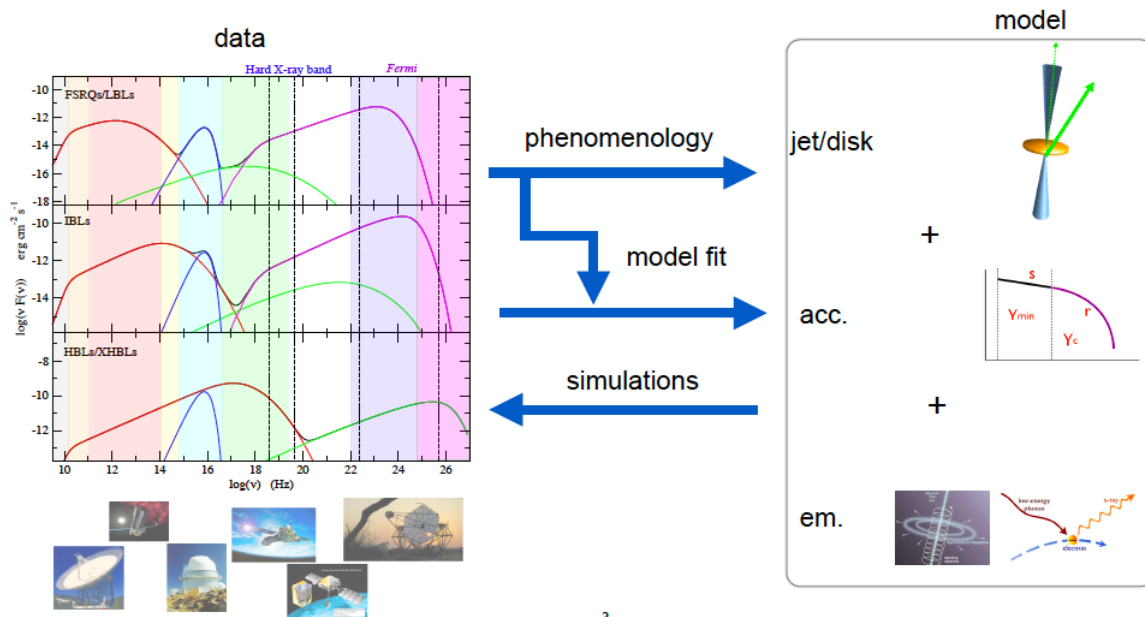 data
model
Hard X-ray band
Fermi
FSRQs/LBLs
-10
-12
-14
-16
-18
IBLs
-10
-12
-14
HBLs/XHBLs
-8
-10
-12
log(ν F(ν)) erg cm⁻² s⁻¹
10 12 14 16 18 20 22 24 26
log(ν) (Hz)
phenomenology
model fit
simulations
jet/disk
+
s
γmin
r
γc
acc.
+
em.
low-energy
photon
x-ray
electron